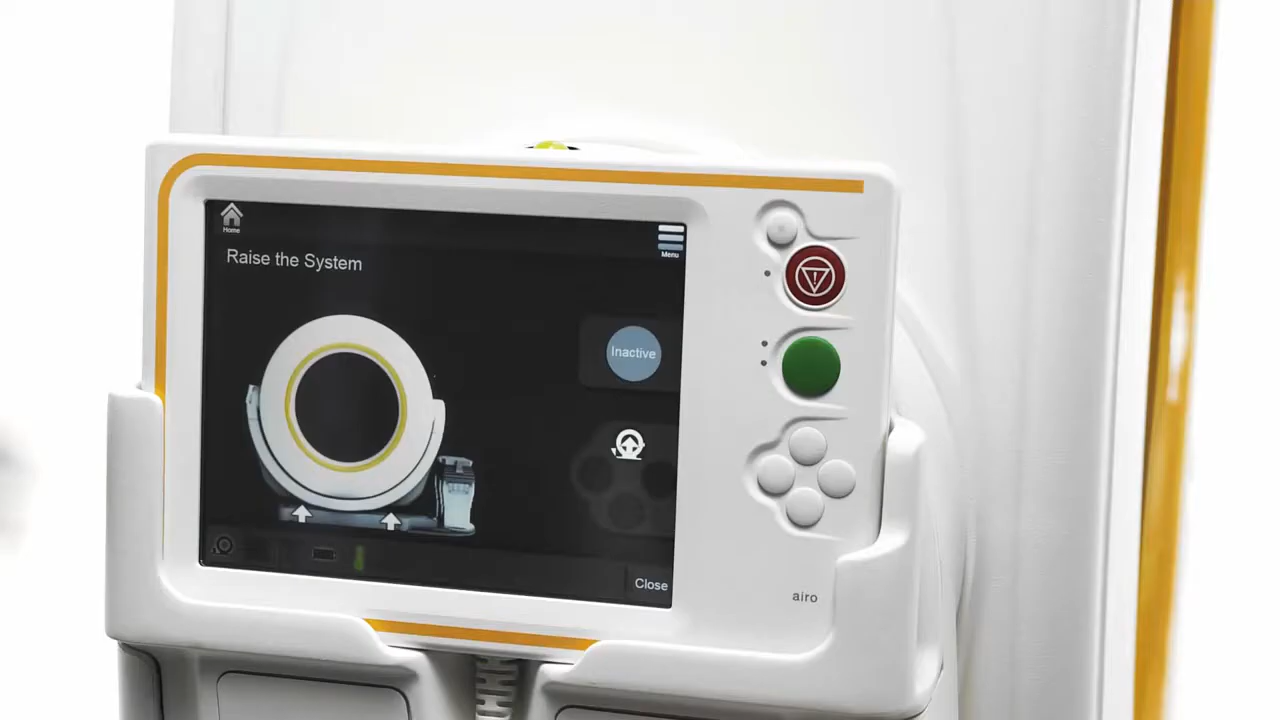 Home
Menu
Raise the System
Inactive
Close
airo